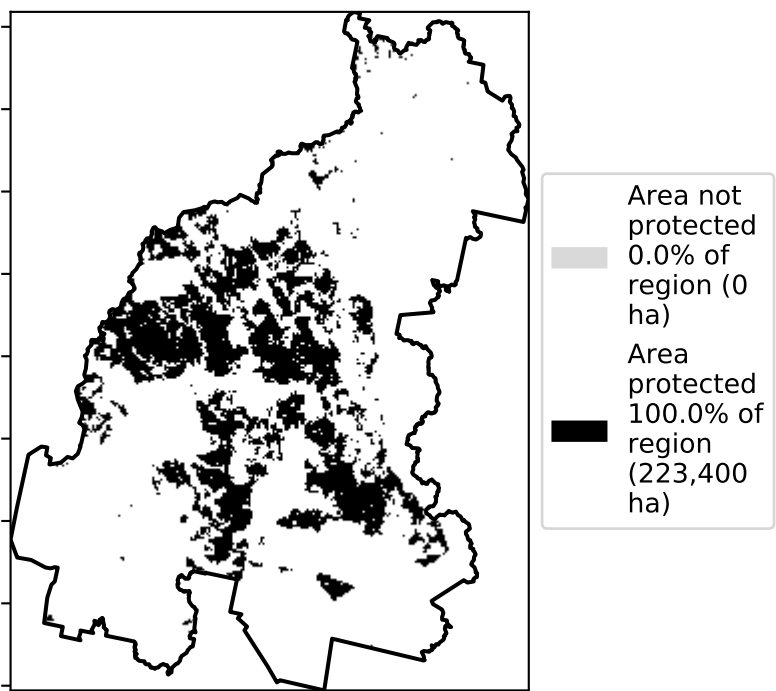 Area not
protected
0.0% of
region (0
ha)
Area
protected
100.0% of
region
(223,400
ha)